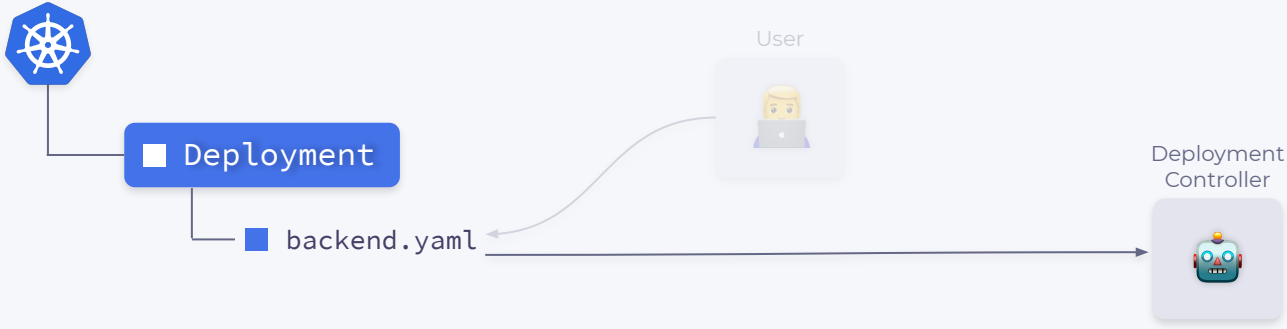 User
Deployment
Deployment
Controller
backend.yaml